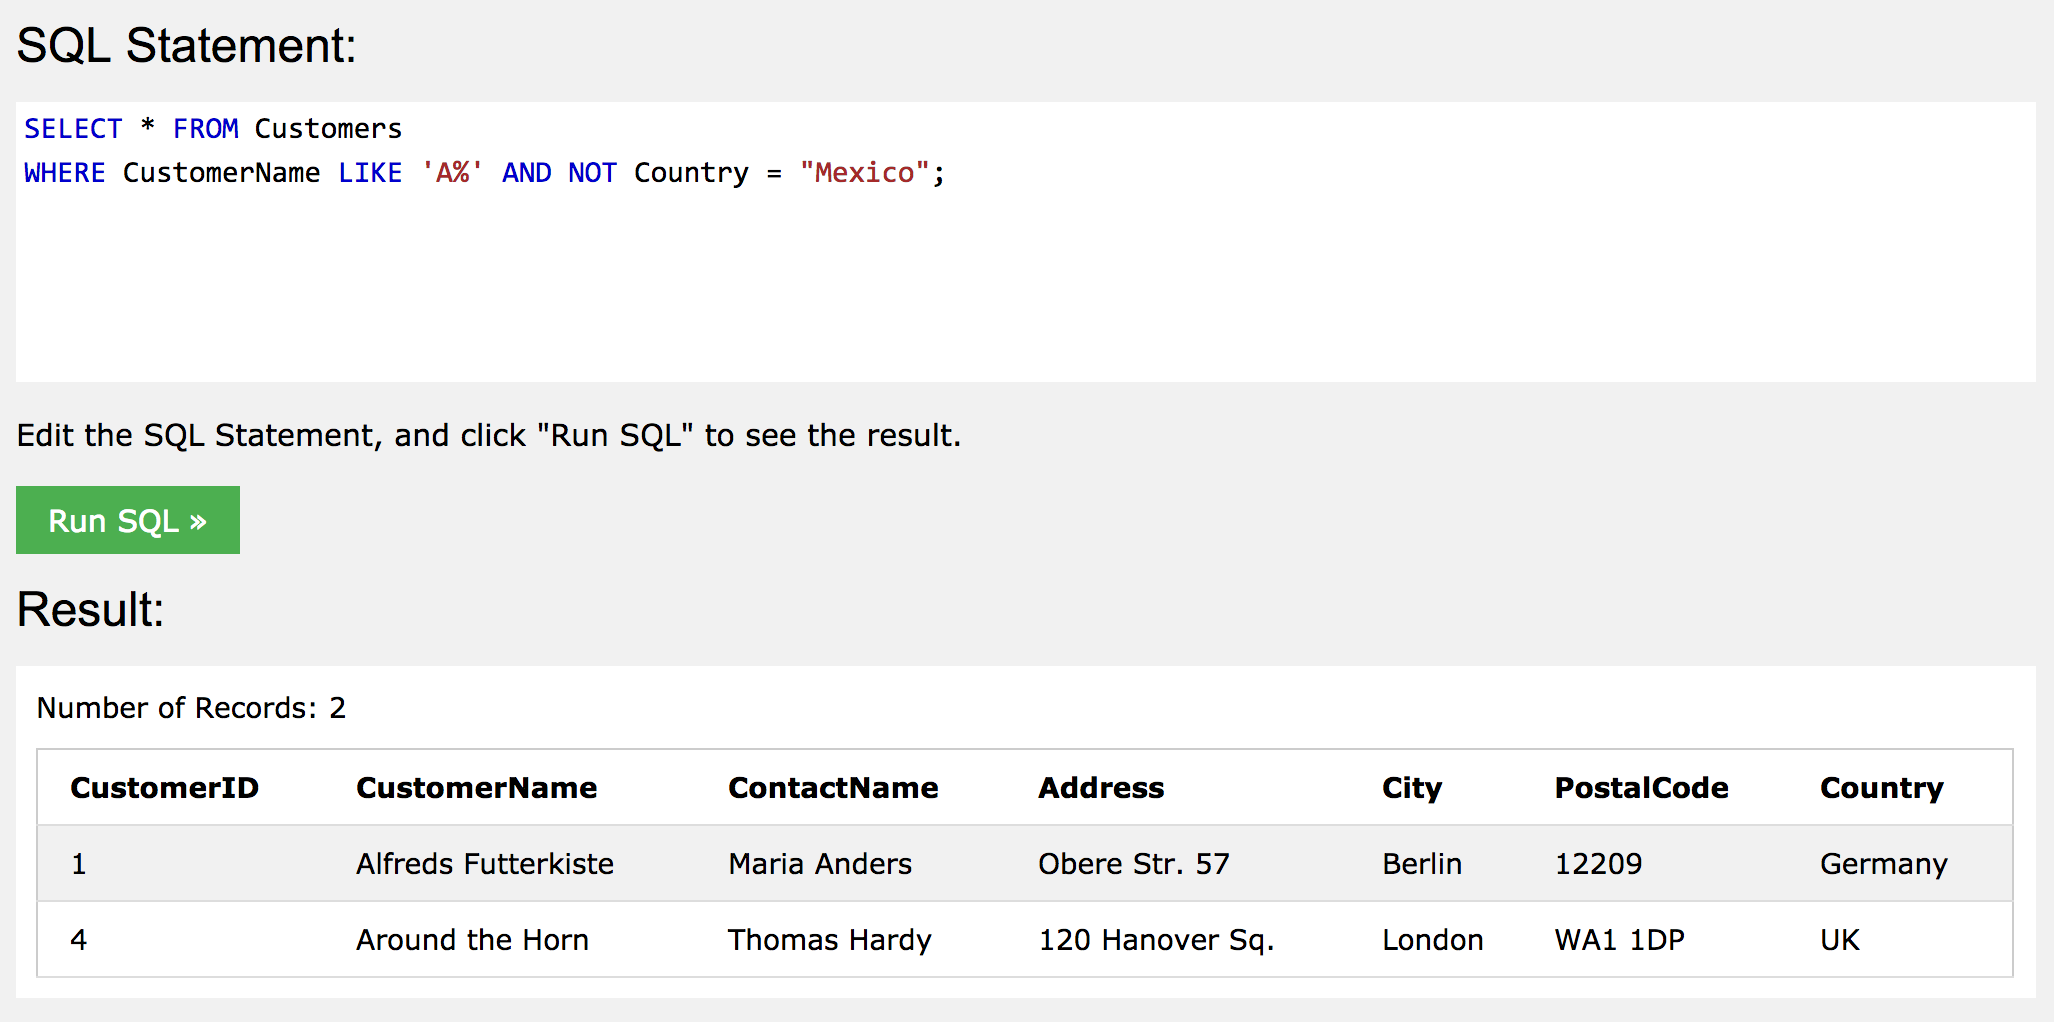 SQL Statement:
SELECT * FROM Customers
WHERE CustomerName LIKE 'A%' AND NOT Country = "Mexico";
Edit the SQL Statement, and click "Run SQL" to see the result.
Run SQL »
Result:
Number of Records: 2
CustomerID CustomerName ContactName Address City PostalCode Country
1 Alfreds Futterkiste Maria Anders Obere Str. 57 Berlin 12209 Germany
4 Around the Horn Thomas Hardy 120 Hanover Sq. London WA1 1DP UK